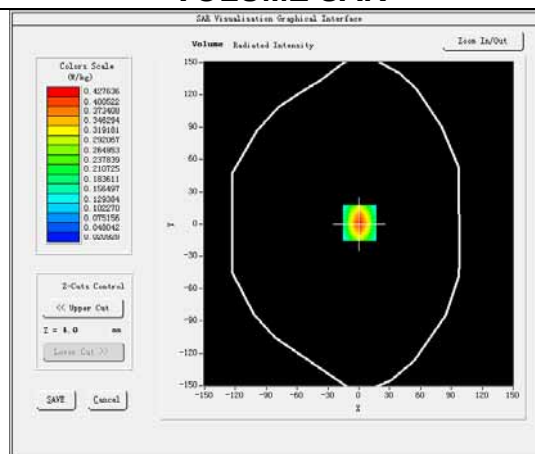 VOLUME SAR
SAR Visualisation Graphical Interface
Volume Radiated Intensity
Zoom In/Out
Colors Scale
(W/kg)
0.427636
0.400522
0.373408
0.346294
0.319181
0.292067
0.264953
0.237839
0.210725
0.183611
0.156497
0.129384
0.102270
0.075156
0.048042
0.020928
Z-Cuts Control
<< Upper Cut
Z = 4.0 mm
Lower Cut >>
SAVE
Cancel
150
90
60
30
0
-30
-60
-90
-120
-150
Y
-150 -120 -90 -60 -30 0 30 60 90 120 150
X